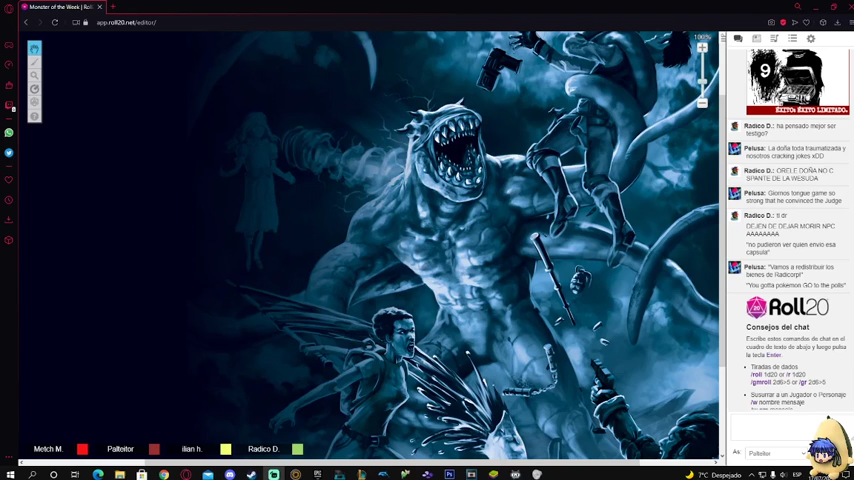 Monster of the Week | Roll
app.roll20.net/editor/
100%
9
ÉXITO: ÉXITO LIMITADO.
Radico D.: ha pensado mejor ser
testigo?
Pelusa: La doña toda traumatizada y
nosotros cracking jokes xDD
Radico D.: ORELE DOÑA NO C
SPANTE DE LA WESUDA
Pelusa: Giornos tongue game so
strong that he convinced the Judge
Radico D.: ti dr
DEJEN DE DEJAR MORIR NPC
AAAAAAAA
"no pudieron ver quien envio esa
capsula"
Pelusa: "Vamos a redistribuir los
bienes de Radicorp!"
"You gotta pokemon GO to the polls"
Roll20
Consejos del chat
Escribe estos comandos de chat en el
cuadro de texto de abajo y luego pulsa
la tecla Enter.
Tiradas de dados
/roll 1d20 or /r 1d20
/gmroll 2d6>5 or /gr 2d6>5
Susurrar a un Jugador o Personaje
/w nombre mensaje
Metch M.
Palteitor
ilian h.
Radico D.
As:
Palteitor
7°C Despejado
ESP